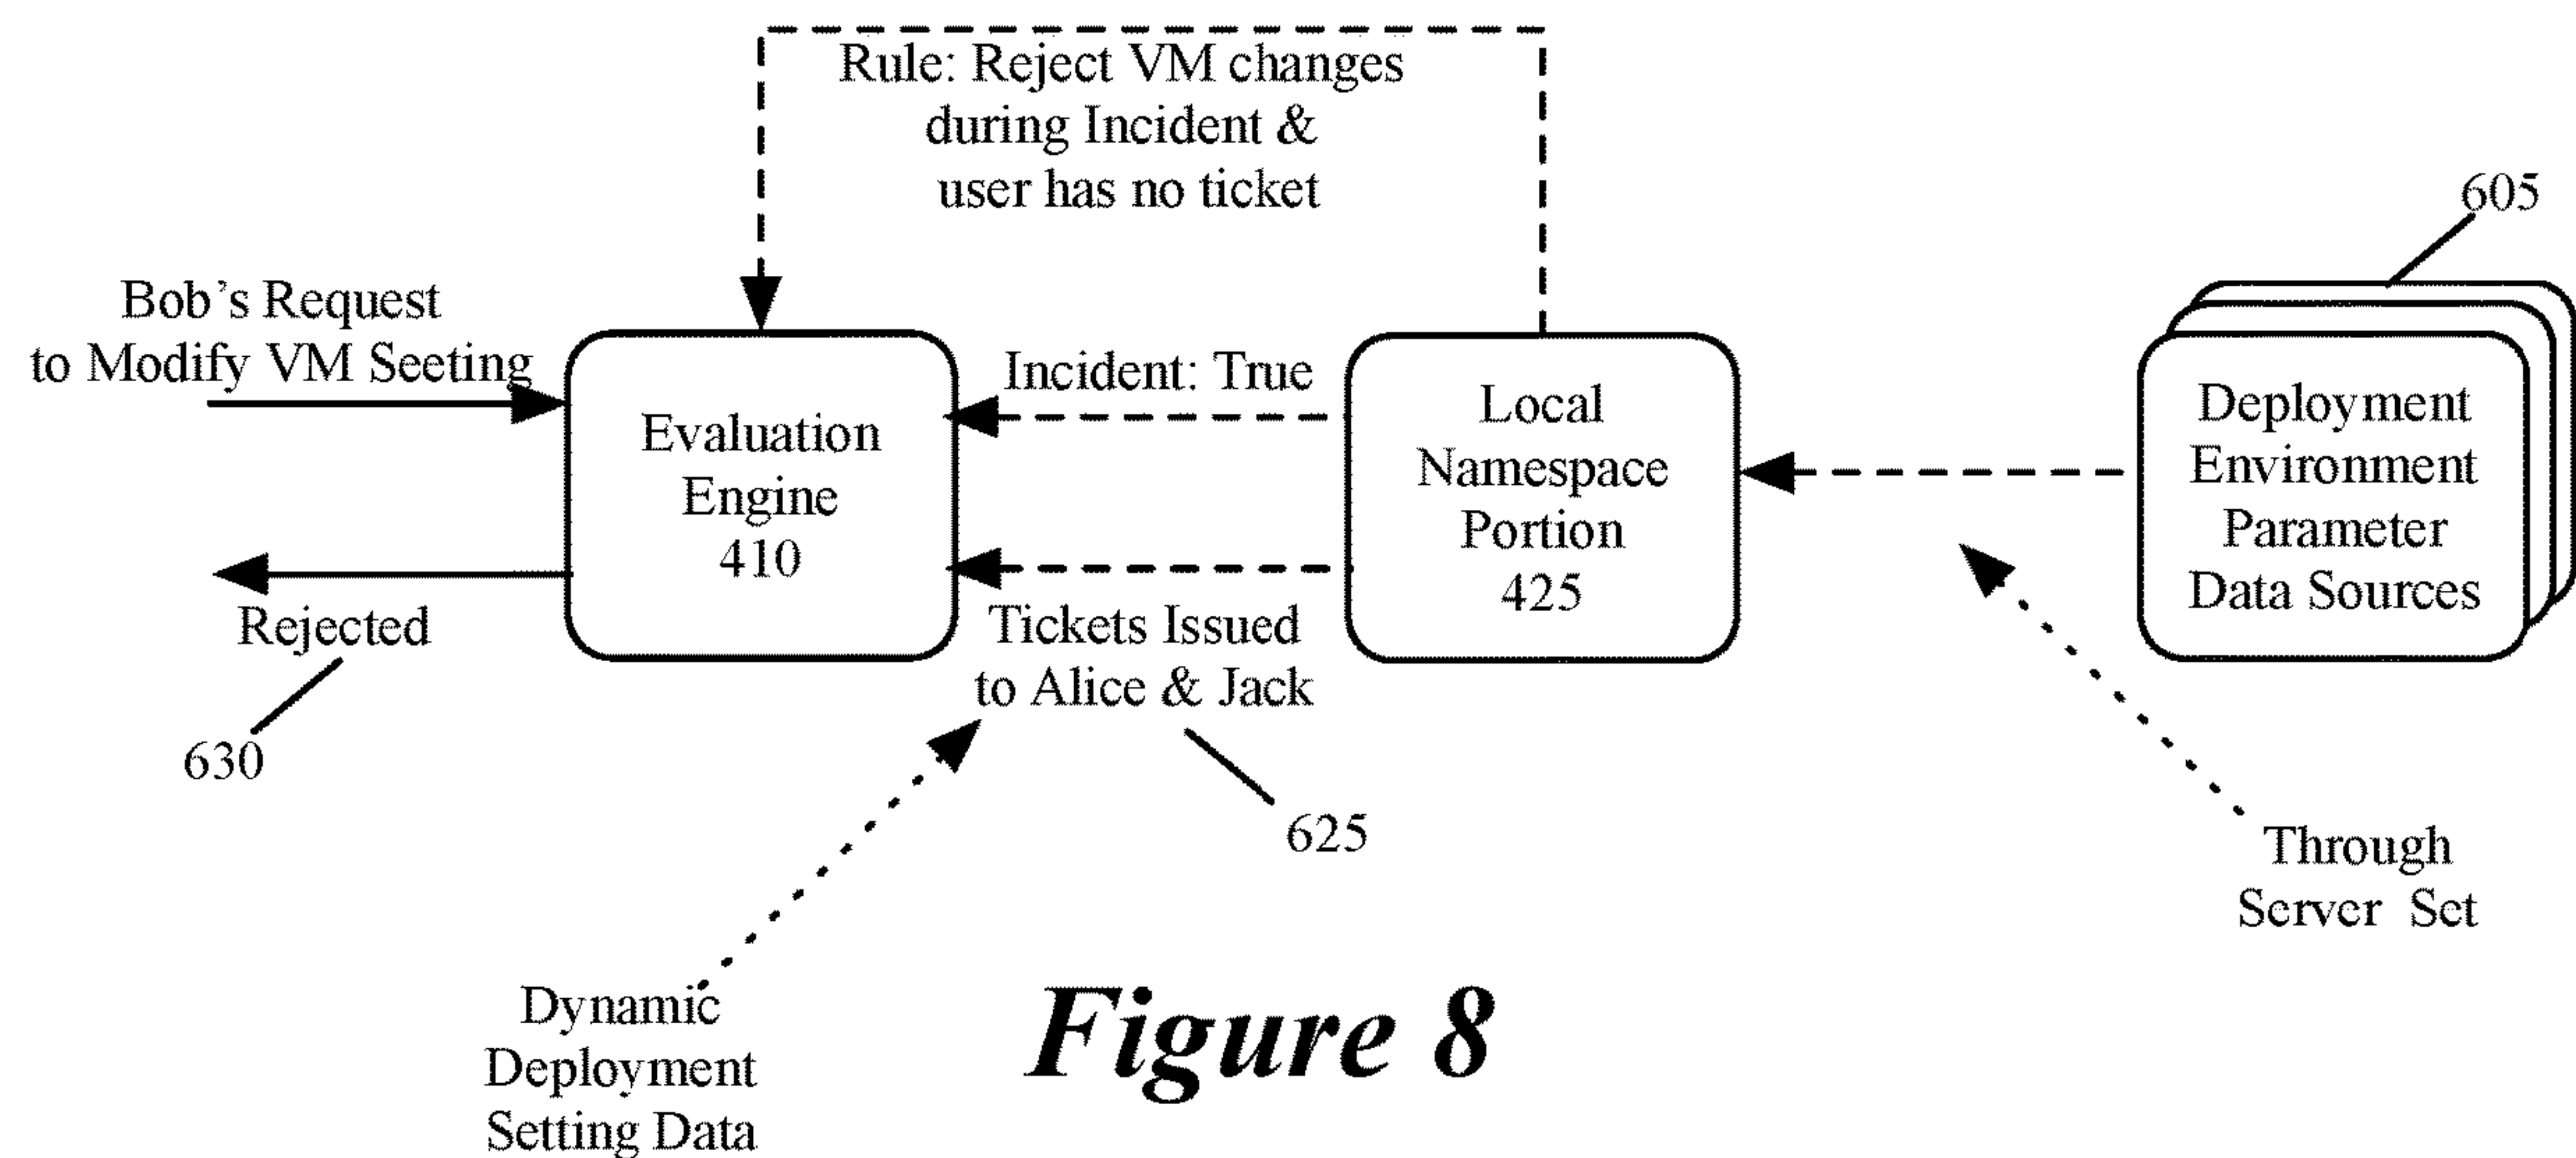 Rule: Reject VM changes
during Incident &
user has no ticket
605
Bob's Request
to Modify VM Seeting
Evaluation
Engine
410
Incident: True
Local
Namespace
Portion
425
Deployment
Environment
Parameter
Data Sources
Rejected
630
Tickets Issued
to Alice & Jack
625
Through
Server Set
Dynamic
Deployment
Setting Data
Figure 8